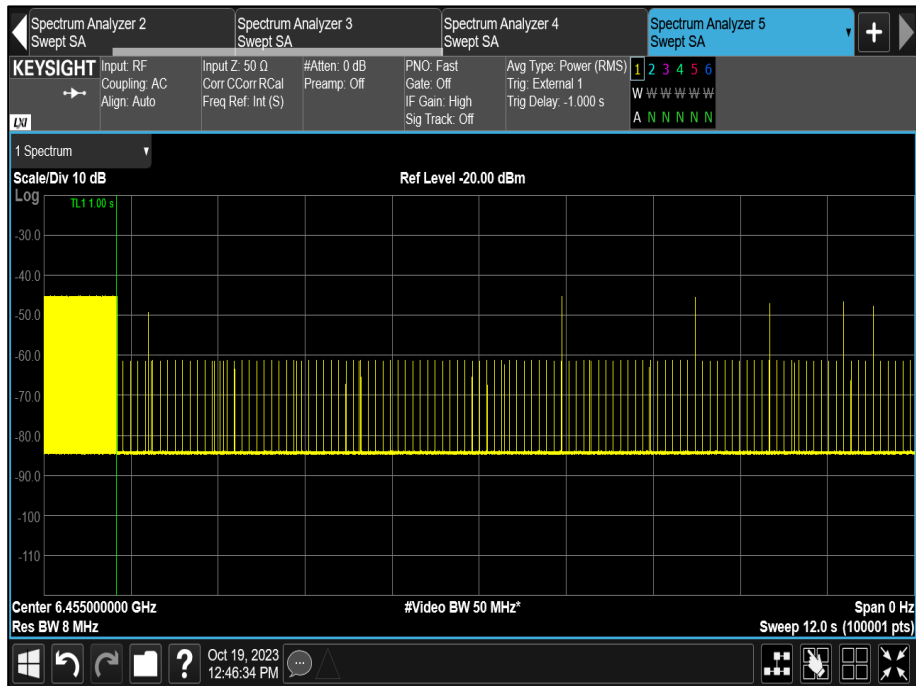 Spectrum Analyzer 2
Swept SA
Spectrum Analyzer 3
Swept SA
Spectrum Analyzer 4
Swept SA
Spectrum Analyzer 5
Swept SA
KEYSIGHT
LXI
Input: RF
Coupling: AC
Align: Auto
Input Z: 50 Ω
Corr CCorr RCal
Freq Ref: Int (S)
#Atten: 0 dB
Preamp: Off
PNO: Fast
Gate: Off
IF Gain: High
Sig Track: Off
Avg Type: Power (RMS)
Trig: External 1
Trig Delay: -1.000 s
1 2 3 4 5 6
W W W W W W
A N N N N N
1 Spectrum
Scale/Div 10 dB
Ref Level -20.00 dBm
Log
TL1 1.00 s
-30.0
-40.0
-50.0
-60.0
-70.0
-80.0
-90.0
-100
-110
Center 6.455000000 GHz
#Video BW 50 MHz*
Span 0 Hz
Res BW 8 MHz
Sweep 12.0 s (100001 pts)
Oct 19, 2023
12:46:34 PM